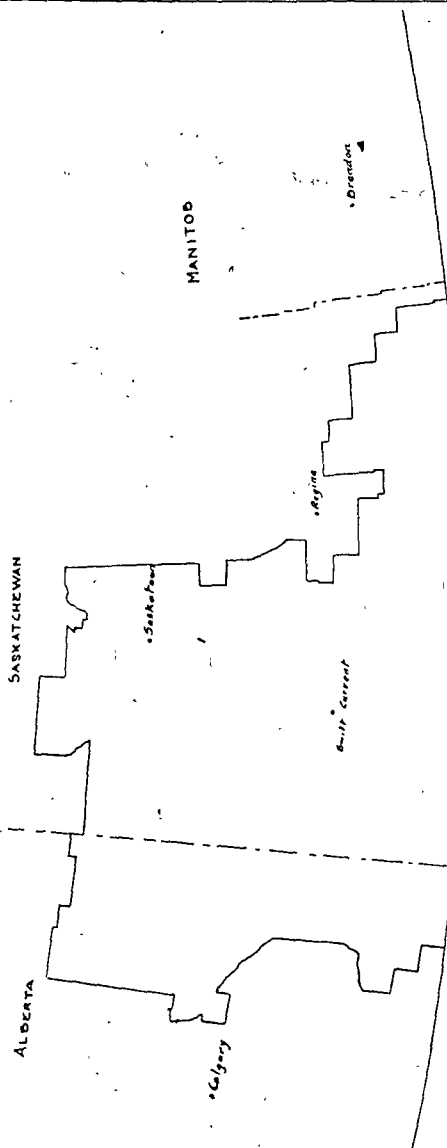 ALBERTA
SASKATCHEWAN
MANITOB
Calgary
Saskatoon
Swift Current
Regina
Brandon